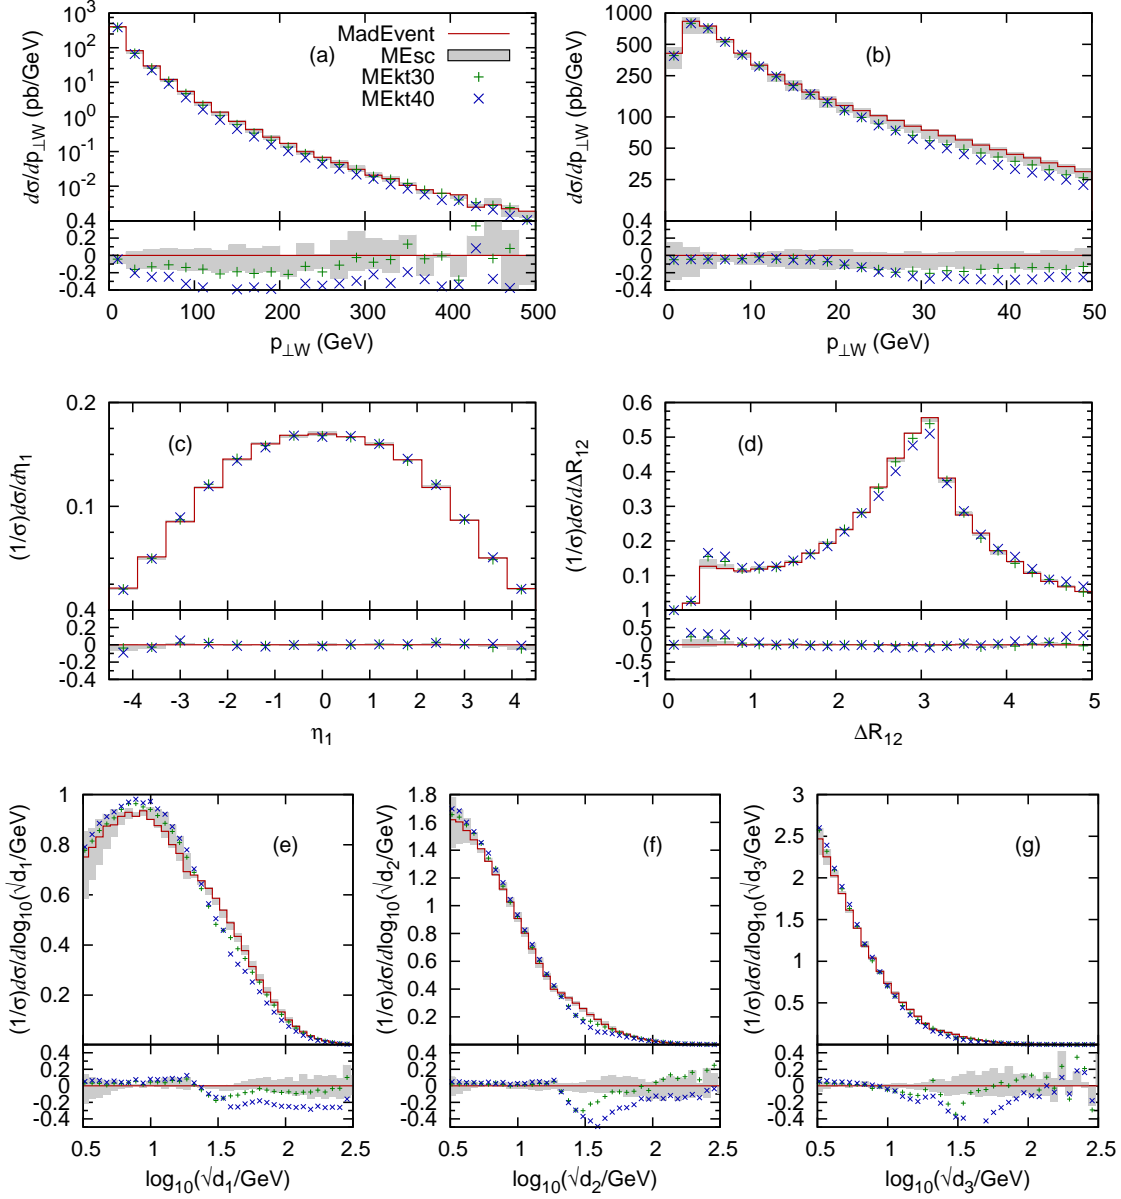 dσ/dp⊥W (pb/GeV)
10³
10²
10¹
10⁰
10⁻¹
10⁻²
0.4
0.2
0
-0.2
-0.4
0 100 200 300 400 500
p⊥W (GeV)
(a)
MadEvent
MEsc
MEkt30
MEkt40
dσ/dp⊥W (pb/GeV)
1000
500
250
100
50
25
0.4
0.2
0
-0.2
-0.4
0 10 20 30 40 50
p⊥W (GeV)
(b)
(1/σ)dσ/dη₁
0.2
0.1
0.4
0.2
0
-0.2
-0.4
-4 -3 -2 -1 0 1 2 3 4
η₁
(c)
(1/σ)dσ/dΔR₁₂
0.6
0.5
0.4
0.3
0.2
0.1
1
0.5
0
-0.5
-1
0 1 2 3 4 5
ΔR₁₂
(d)
(1/σ)dσ/dlog₁₀(√d₁/GeV)
1
0.8
0.6
0.4
0.2
0.4
0.2
0
-0.2
-0.4
0.5 1 1.5 2 2.5
log₁₀(√d₁/GeV)
(e)
(1/σ)dσ/dlog₁₀(√d₂/GeV)
1.8
1.6
1.4
1.2
1
0.8
0.6
0.4
0.2
0.4
0.2
0
-0.2
-0.4
0.5 1 1.5 2 2.5
log₁₀(√d₂/GeV)
(f)
(1/σ)dσ/dlog₁₀(√d₃/GeV)
3
2.5
2
1.5
1
0.5
0.4
0.2
0
-0.2
-0.4
0.5 1 1.5 2 2.5
log₁₀(√d₃/GeV)
(g)